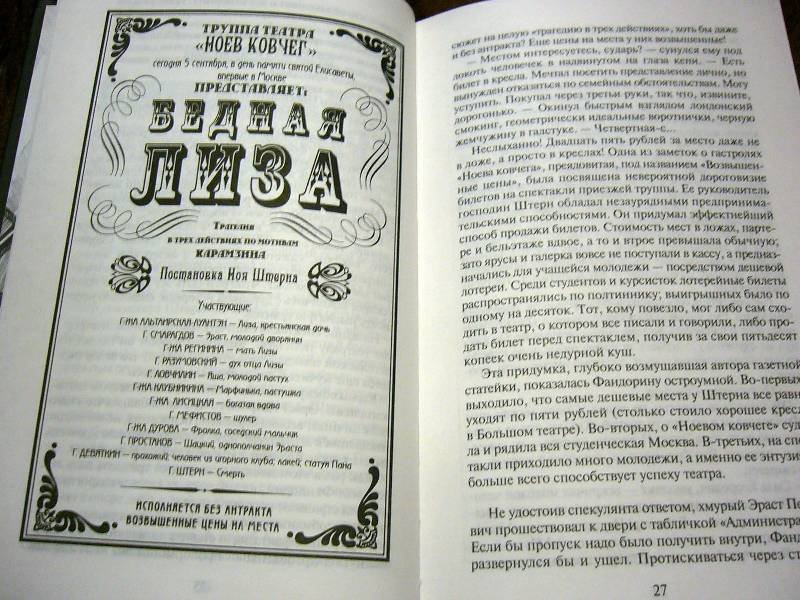 ТРУППА ТЕАТРА
«НОЕВ КОВЧЕГ»
сегодня 5 сентября, в день памяти святой Елисаветы,
впервые в Москве
ПРЕДСТАВЛЯЕТ:
БЕДНАЯ
ЛИЗА
Трагедия
в трех действиях по мотивам
КАРАМЗИНА
Постановка Ноя Штерна
Участвующие:
Г-жа АЛЬТАИРСКАЯ-ЛУАНТЭН — Лиза, крестьянская дочь
Г. СМАРАГДОВ — Эраст, молодой дворянин
Г-жа РЕГИНИНА — мать Лизы
Г. РАЗУМОВСКИЙ — дух отца Лизы
Г. ЛОВЧИЛИН — Яша, молодой пастух
Г-жа КЛУБНИКИНА — Марфинька, пастушка
Г-жа ЛИСИЦКАЯ — богатая вдова
Г. МЕФИСТОВ — шулер
Г-жа ДУРОВА — Фролка, соседский мальчик
Г. ПРОСТАКОВ — Шацкий, однополчанин Эраста
Г. ДЕВЯТКИН — прохожий; человек из игорного клуба; лакей; статуя Пана
Г. ШТЕРН — Смерть
ИСПОЛНЯЕТСЯ БЕЗ АНТРАКТА
ВОЗВЫШЕННЫЕ ЦЕНЫ НА МЕСТА
сюжет на целую «трагедию в трех действиях», хоть бы даже
и без антракта? Еще цены на места у них возвышенные!
— Местом интересуетесь, сударь? — сунулся ему под
локоть человечек в надвинутом на глаза кепи. — Есть
билет в кресла. Мечтал посетить представление лично, но
вынужден отказаться по семейным обстоятельствам. Могу
уступить. Покупал через третьи руки, так что, извините,
дорогонько. — Окинул быстрым взглядом лондонский
смокинг, геометрически идеальные воротнички, черную
жемчужину в галстуке. — Четвертная-с...
Неслыханно! Двадцать пять рублей за место даже не
в ложе, а просто в креслах! Одна из заметок о гастролях
«Ноева ковчега», преядовитая, под названием «Возвышен-
ные цены», была посвящена невероятной дороговизне
билетов на спектакли приезжей труппы. Ее руководитель
господин Штерн обладал незаурядными предпринима-
тельскими способностями. Он придумал эффектнейший
способ продажи билетов. Стоимость мест в ложах, парте-
ре и бельэтаже вдвое, а то и втрое превышала обычную;
зато ярусы и галерка вовсе не поступали в кассу, а предназ-
начались для учащейся молодежи — посредством дешевой
лотереи. Среди студентов и курсисток лотерейные билеты
распространялись по полтиннику; выигрышных было по
одному на десяток. Тот, кому повезло, мог либо сам схо-
дить в театр, о котором все писали и говорили, либо про-
дать перед спектаклем, получив за свои пятьдесят
копеек очень недурной куш.
Эта придумка, глубоко возмущавшая автора газетной
статейки, показалась Фандорину остроумной. Во-первых,
выходило, что самые дешевые места у Штерна все равно
уходят по пяти рублей (столько стоило хорошее кресло
в Большом театре). Во-вторых, о «Ноевом ковчеге» суд
ла и рядила вся студенческая Москва. В-третьих, на спе
такли приходило много молодежи, а именно ее энтузи
больше всего способствует успеху театра.
Не удостоив спекулянта ответом, хмурый Эраст Пе
вич прошествовал к двери с табличкой «Администра
Если бы пропуск надо было получить внутри, Фанд
развернулся бы и ушел. Протискиваться через ст
27